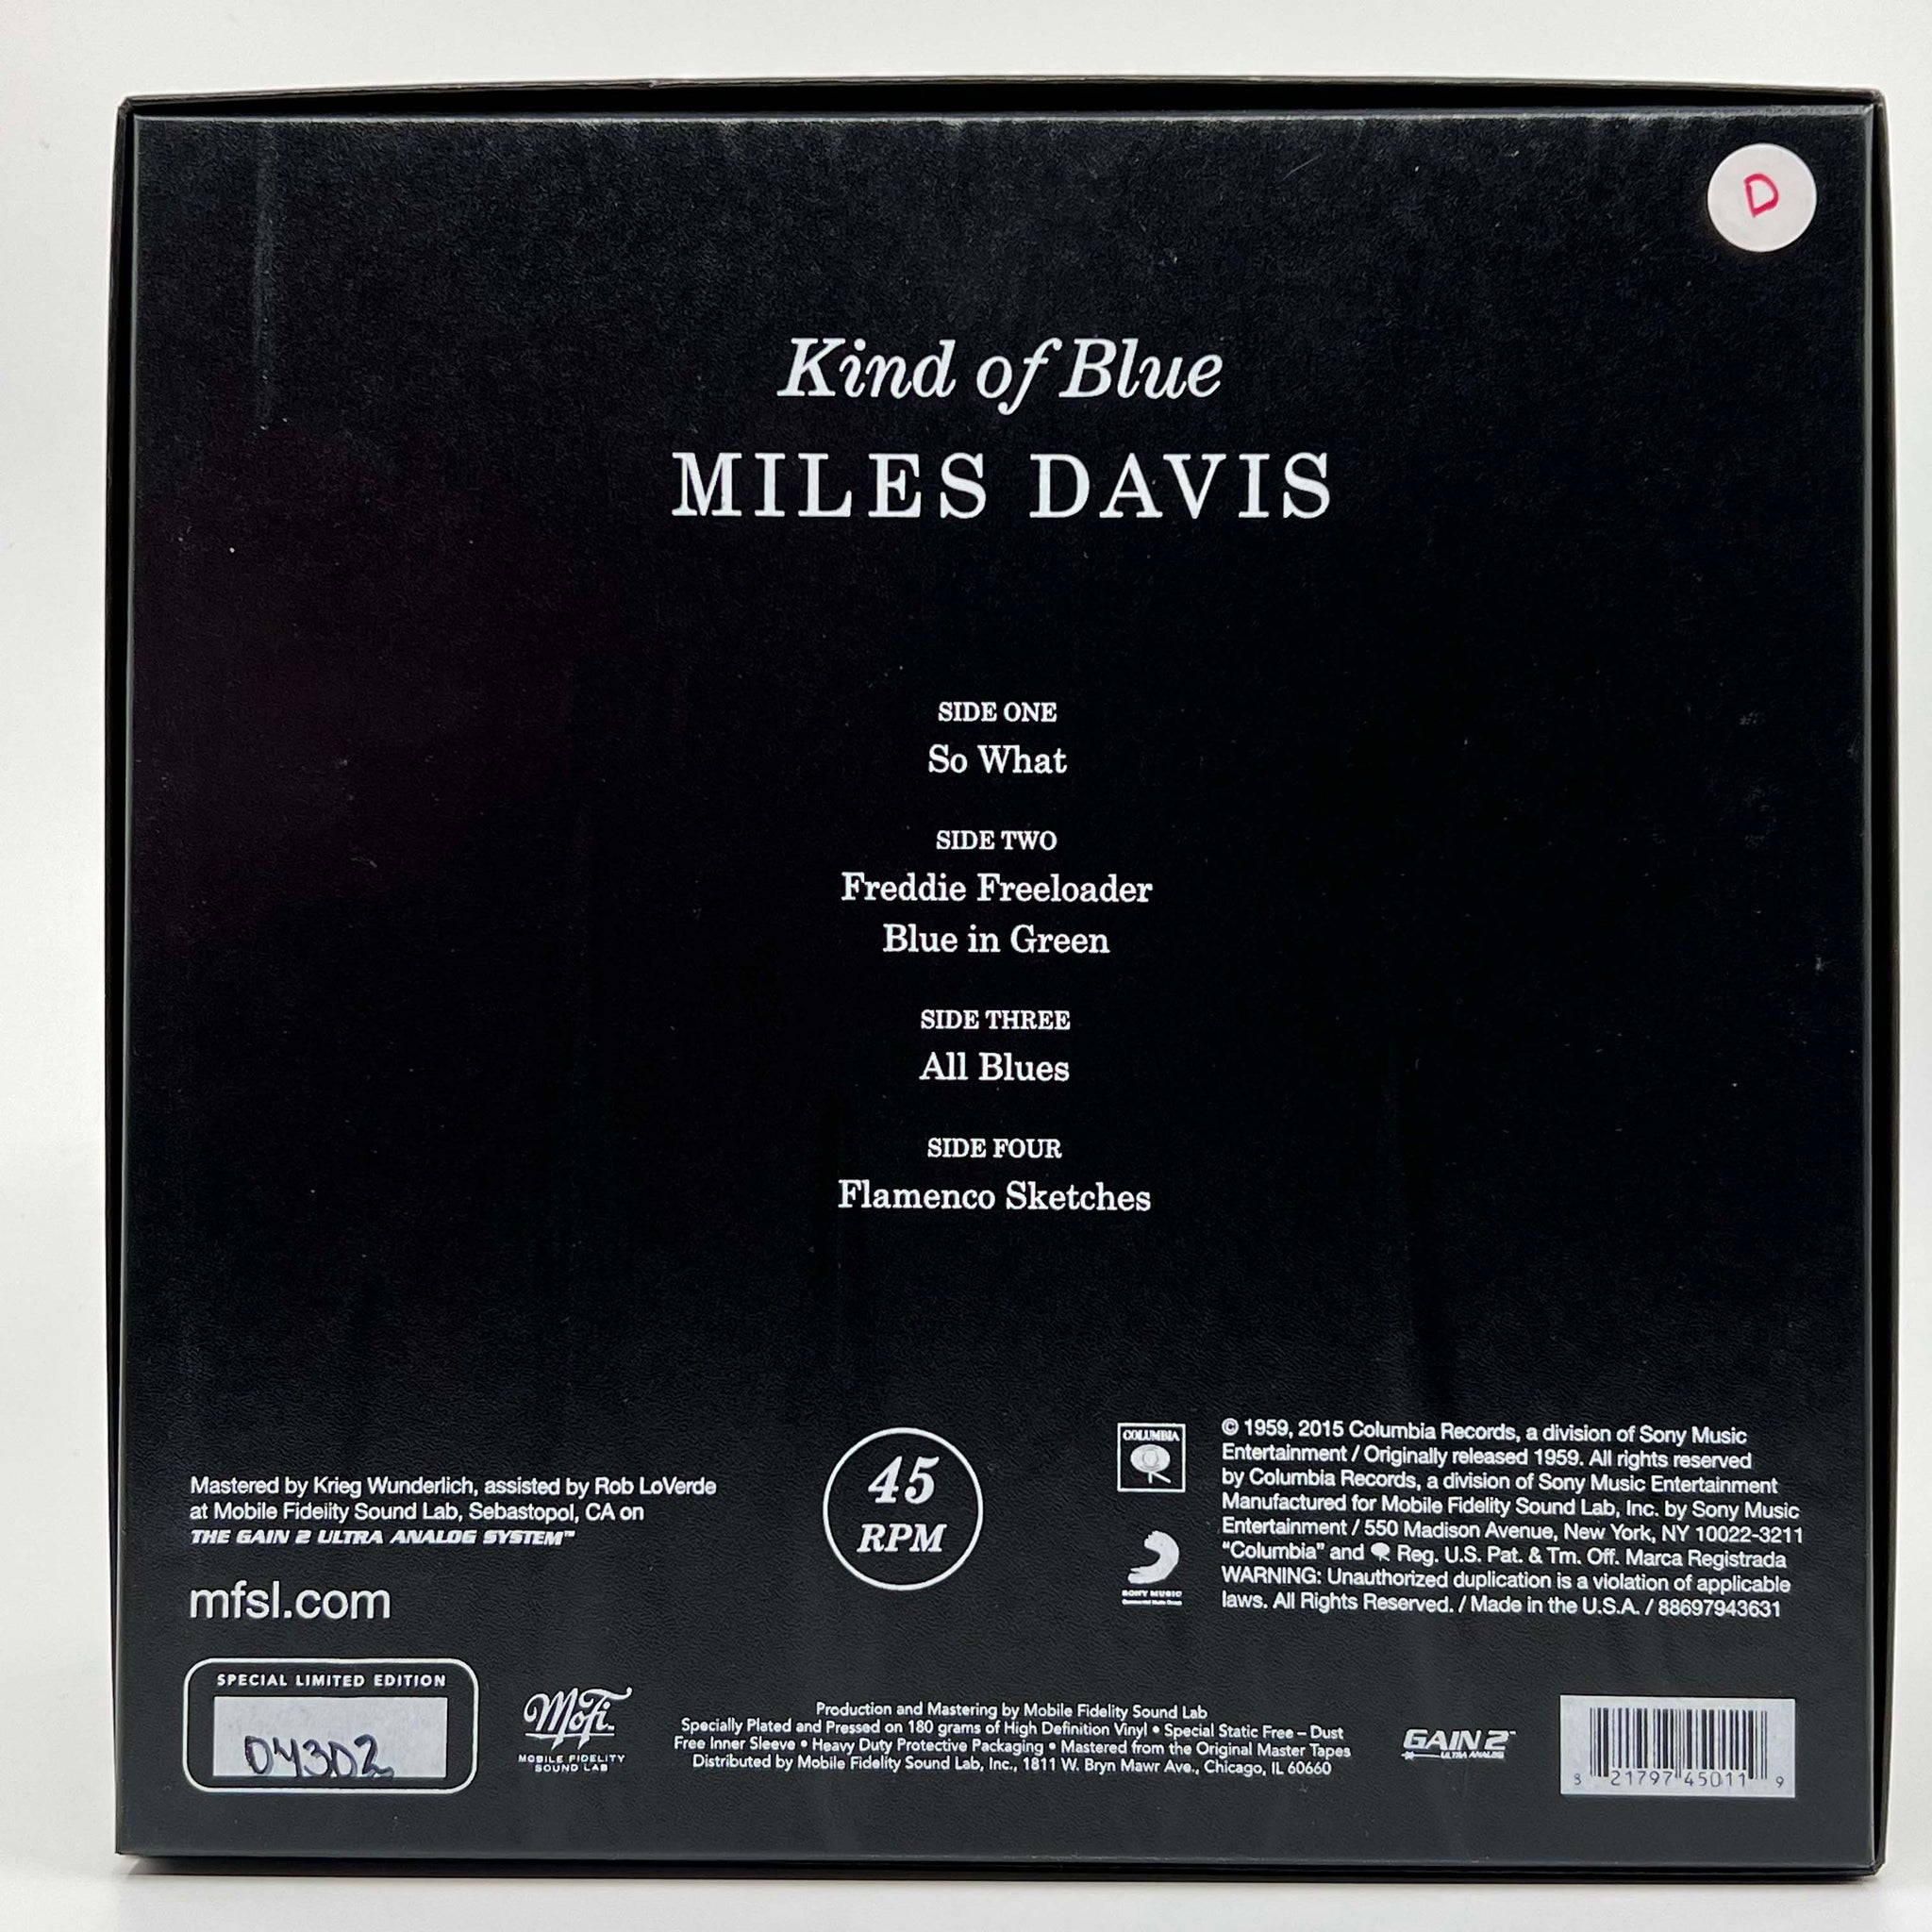 D
Kind of Blue
MILES DAVIS
SIDE ONE
So What
SIDE TWO
Freddie Freeloader
Blue in Green
SIDE THREE
All Blues
SIDE FOUR
Flamenco Sketches
Mastered by Krieg Wunderlich, assisted by Rob LoVerde
at Mobile Fidelity Sound Lab, Sebastopol, CA on
THE GAIN 2 ULTRA ANALOG SYSTEM™
mfsl.com
45
RPM
COLUMBIA
SONY MUSIC
© 1959, 2015 Columbia Records, a division of Sony Music
Entertainment / Originally released 1959. All rights reserved
by Columbia Records, a division of Sony Music Entertainment
Manufactured for Mobile Fidelity Sound Lab, Inc. by Sony Music
Entertainment / 550 Madison Avenue, New York, NY 10022-3211
"Columbia" and Reg. U.S. Pat. & Tm. Off. Marca Registrada
WARNING: Unauthorized duplication is a violation of applicable
laws. All Rights Reserved. / Made in the U.S.A. / 88697943631
SPECIAL LIMITED EDITION
04302
MoFi
MOBILE FIDELITY
SOUND LAB
Production and Mastering by Mobile Fidelity Sound Lab
Specially Plated and Pressed on 180 grams of High Definition Vinyl • Special Static Free – Dust
Free Inner Sleeve • Heavy Duty Protective Packaging • Mastered from the Original Master Tapes
Distributed by Mobile Fidelity Sound Lab, Inc., 1811 W. Bryn Mawr Ave., Chicago, IL 60660
GAIN 2™
ULTRA ANALOG
8 21797 45011 9